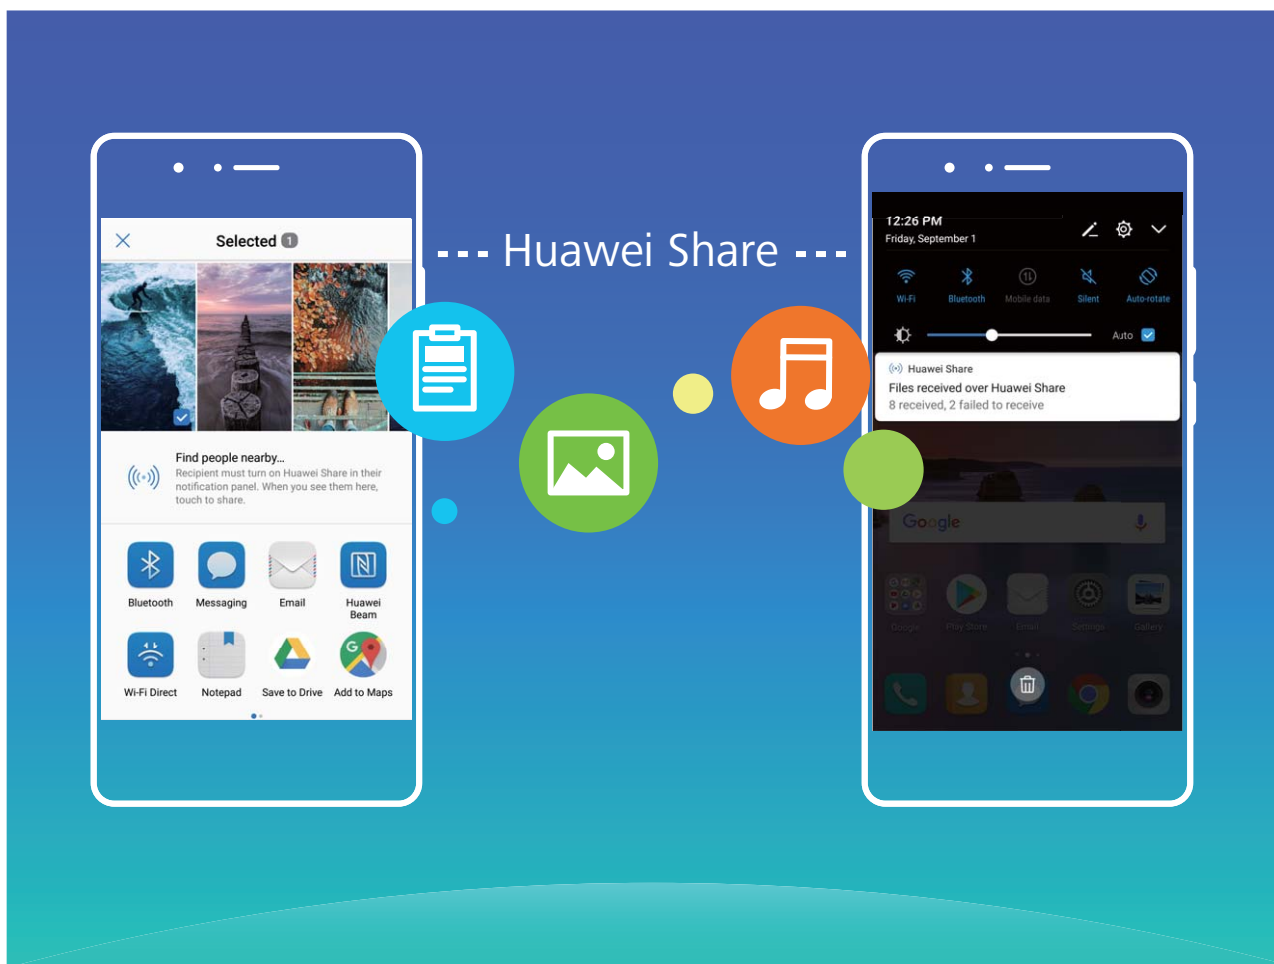 Huawei Share
Selected 1
Find people nearby...
Recipient must turn on Huawei Share in their
notification panel. When you see them here,
touch to share.
Bluetooth
Messaging
Email
Huawei
Beam
Wi-Fi Direct
Notepad
Save to Drive
Add to Maps
12:26 PM
Friday, September 1
Wi-Fi
Bluetooth
Mobile data
Silent
Auto-rotate
Auto
Huawei Share
Files received over Huawei Share
8 received, 2 failed to receive
Google
Google
Play Store
Email
Settings
Gallery